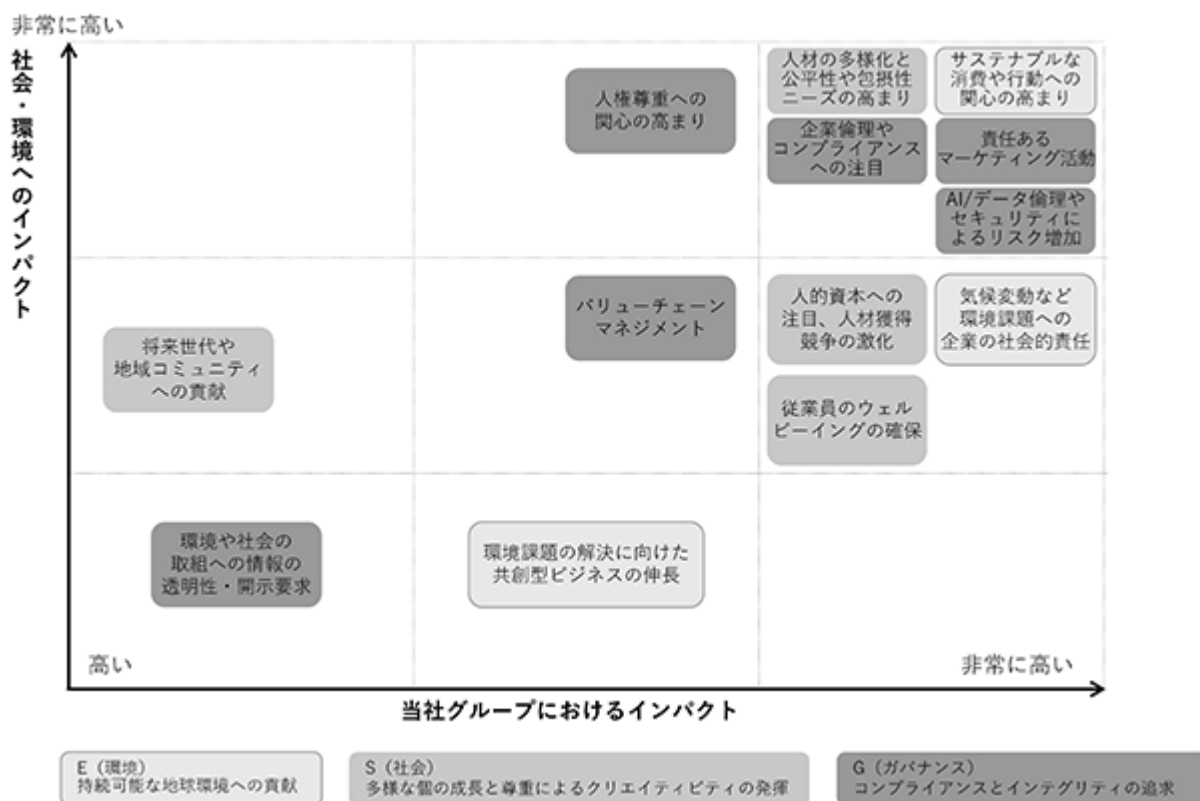 非常に高い
社会・環境へのインパクト
人権尊重への
関心の高まり
人材の多様化と
公平性や包摂性
ニーズの高まり
サステナブルな
消費や行動への
関心の高まり
企業倫理や
コンプライアンス
への注目
責任ある
マーケティング活動
AI/データ倫理や
セキュリティに
よるリスク増加
バリューチェーン
マネジメント
人的資本への
注目、人材獲得
競争の激化
気候変動など
環境課題への
企業の社会的責任
将来世代や
地域コミュニティ
への貢献
従業員のウェル
ビーイングの確保
環境や社会の
取組への情報の
透明性・開示要求
環境課題の解決に向けた
共創型ビジネスの伸長
高い
非常に高い
当社グループにおけるインパクト
E（環境）
持続可能な地球環境への貢献
S（社会）
多様な個の成長と尊重によるクリエイティビティの発揮
G（ガバナンス）
コンプライアンスとインテグリティの追求